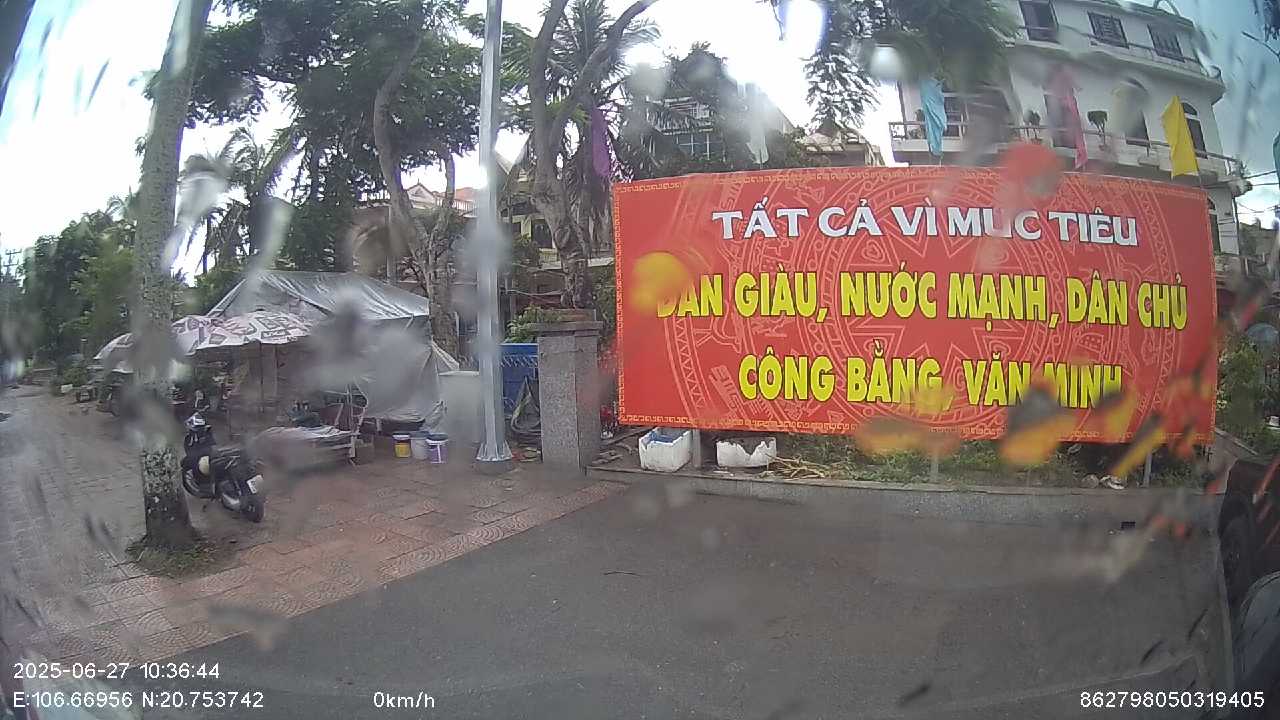 TẤT CẢ VÌ MỤC TIÊU
DÂN GIÀU, NƯỚC MẠNH, DÂN CHỦ
CÔNG BẰNG, VĂN MINH
2025-06-27 10:36:44
E:106.66956 N:20.753742 0km/h 862798050319405